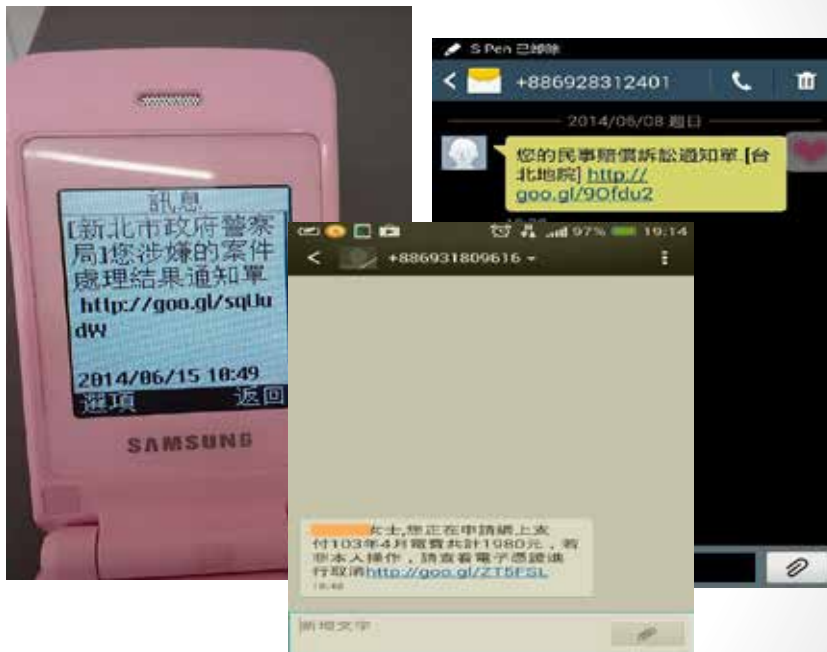 訊息
[新北市政府警察
局]您涉嫌的案件
處理結果通知單
http://goo.gl/sqUu
dW
2014/06/15 10:49
選項 返回
SAMSUNG
S Pen 已卸除
+886928312401
2014/06/08 週日
您的民事賠償訴訟通知單.[台
北地院] http://
goo.gl/9Ofdu2
97% 19:14
+886931809616
女士,您正在申請網上支
付103年4月電費共計1980元，若
非本人操作，請查看電子憑證進
行取消http://goo.gl/ZT5FSL
新增文字